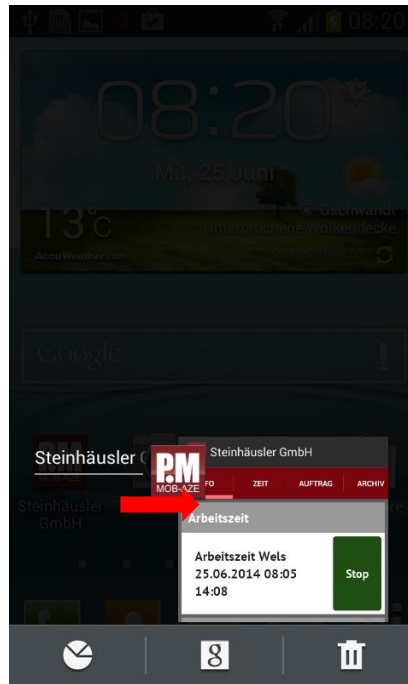 08:20
08:20
Mi, 25 Juni
13°C
Gschwandt
Unterbrochene Wolkendecke
AccuWeather.com
Google
Steinhäusler G
P.M
MOB-AZE
Steinhäusler GmbH
FO ZEIT AUFTRAG ARCHIV
Steinhäusler
GmbH
Arbeitszeit
Arbeitszeit Wels
25.06.2014 08:05
14:08
Stop
g